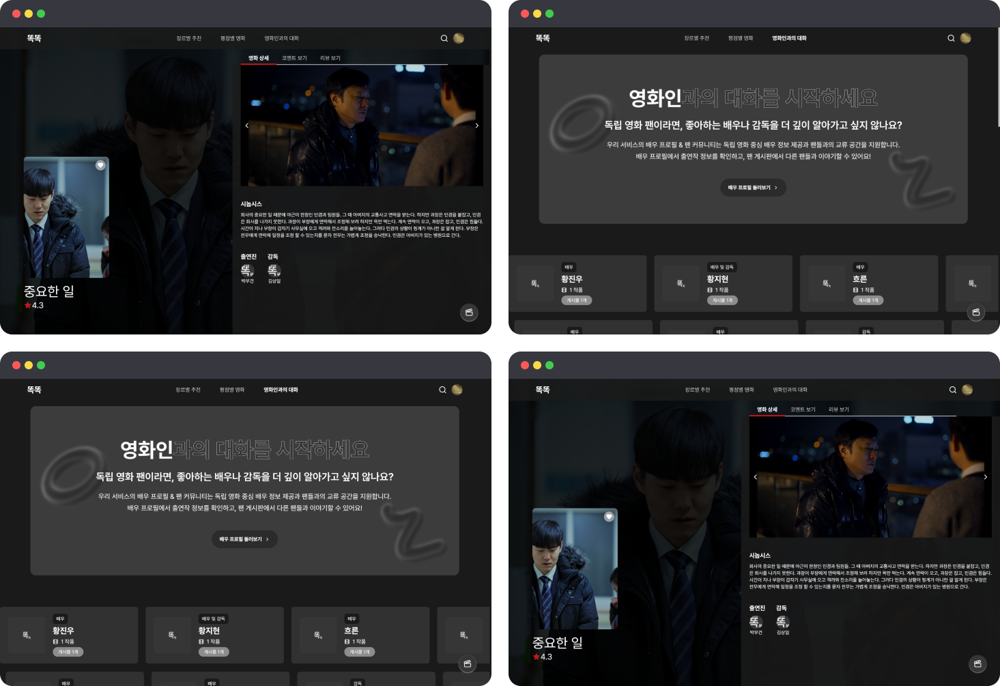 똑똑
장르별 추천
평점별 영화
영화인과의 대화
영화 상세
코멘트 보기
리뷰 보기
시놉시스
회사의 중요한 일 때문에 야근이 한창인 민겸과 팀원들. 그 때 아버지의 교통사고 연락을 받는다. 하지만 과장은 민겸을 붙잡고, 민겸
은 회사를 나가지 못한다. 과장이 부장에게 연락해서 조정해 보려 하지만 욕만 먹는다. 계속 연락이 오고, 과장은 잡고, 민겸은 힘들다.
시간이 지나 부장이 갑자기 사무실에 오고 격려와 잔소리를 늘어놓는다. 그러다 민겸의 상황이 핑계가 아니란 걸 알게 된다. 부장은
전무에게 연락해 일정을 조정 할 수 있는지를 묻자 전무는 가볍게 조정을 승낙한다. 민겸은 아버지가 있는 병원으로 간다.
출연진
감독
박무건
김상일
중요한 일
4.3
똑똑
장르별 추천
평점별 영화
영화인과의 대화
영화인과의 대화를 시작하세요
독립 영화 팬이라면, 좋아하는 배우나 감독을 더 깊이 알아가고 싶지 않나요?
우리 서비스의 배우 프로필 & 팬 커뮤니티는 독립 영화 중심 배우 정보 제공과 팬들과의 교류 공간을 지원합니다.
배우 프로필에서 출연작 정보를 확인하고, 팬 게시판에서 다른 팬들과 이야기할 수 있어요!
배우 프로필 둘러보기
배우
황진우
1 작품
게시물 1개
배우 및 감독
황지현
1 작품
게시물 1개
배우
흐른
1 작품
게시물 1개
배우
배우
감독
똑똑
장르별 추천
평점별 영화
영화인과의 대화
영화인과의 대화를 시작하세요
독립 영화 팬이라면, 좋아하는 배우나 감독을 더 깊이 알아가고 싶지 않나요?
우리 서비스의 배우 프로필 & 팬 커뮤니티는 독립 영화 중심 배우 정보 제공과 팬들과의 교류 공간을 지원합니다.
배우 프로필에서 출연작 정보를 확인하고, 팬 게시판에서 다른 팬들과 이야기할 수 있어요!
배우 프로필 둘러보기
배우
황진우
1 작품
게시물 1개
배우 및 감독
황지현
1 작품
게시물 1개
배우
흐른
1 작품
게시물 1개
배우
배우
감독
똑똑
장르별 추천
평점별 영화
영화인과의 대화
영화 상세
코멘트 보기
리뷰 보기
시놉시스
회사의 중요한 일 때문에 야근이 한창인 민겸과 팀원들. 그 때 아버지의 교통사고 연락을 받는다. 하지만 과장은 민겸을 붙잡고, 민겸
은 회사를 나가지 못한다. 과장이 부장에게 연락해서 조정해 보려 하지만 욕만 먹는다. 계속 연락이 오고, 과장은 잡고, 민겸은 힘들다.
시간이 지나 부장이 갑자기 사무실에 오고 격려와 잔소리를 늘어놓는다. 그러다 민겸의 상황이 핑계가 아니란 걸 알게 된다. 부장은
전무에게 연락해 일정을 조정 할 수 있는지를 묻자 전무는 가볍게 조정을 승낙한다. 민겸은 아버지가 있는 병원으로 간다.
출연진
감독
박무건
김상일
중요한 일
4.3